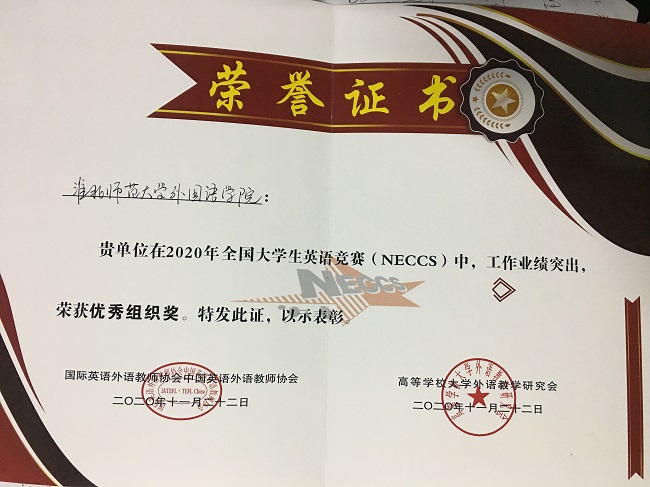 荣誉证书
淮北师范大学外国语学院：
贵单位在2020年全国大学生英语竞赛（NECCS）中，工作业绩突出，
NECCS
荣获优秀组织奖。特发此证，以示表彰
国际英语外语教师协会中国英语外语教师协会
高等学校大学外语教学研究会
IATEFL·TEFL China
二〇二〇年十一月二十二日
二〇二〇年十一月二十二日